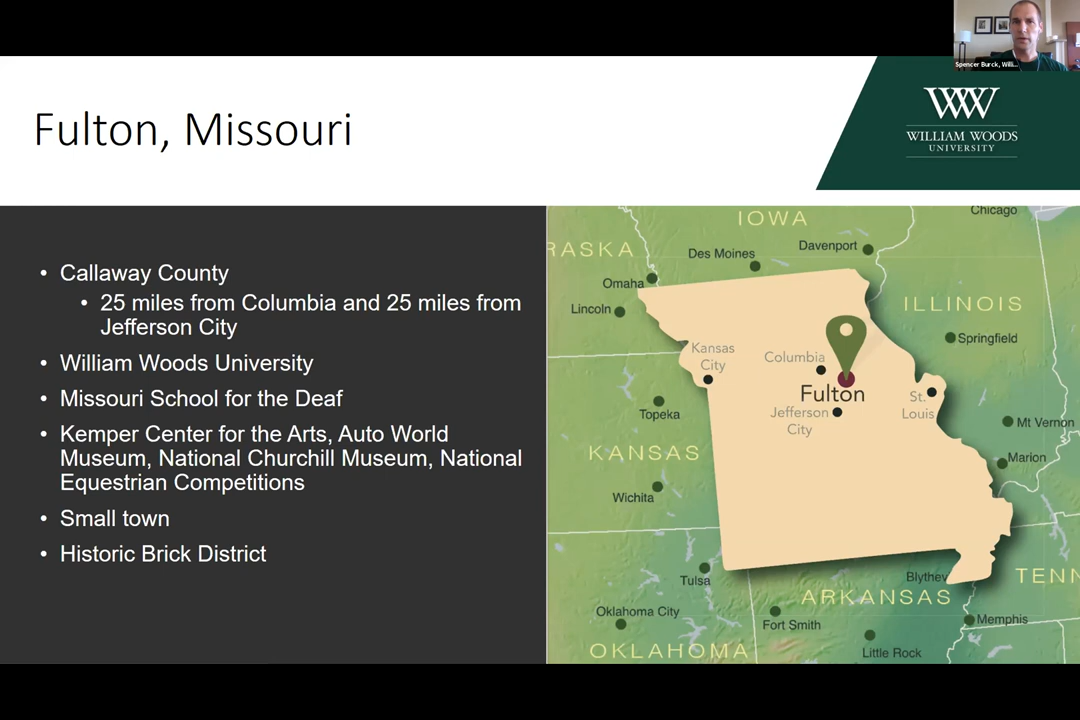 Spencer Burck, Willi...
WW
WILLIAM WOODS
UNIVERSITY
Fulton, Missouri
• Callaway County
• 25 miles from Columbia and 25 miles from
Jefferson City
• William Woods University
• Missouri School for the Deaf
• Kemper Center for the Arts, Auto World
Museum, National Churchill Museum, National
Equestrian Competitions
• Small town
• Historic Brick District
Chicago
IOWA
RASKA
Davenport
Des Moines
Omaha
Lincoln
ILLINOIS
Springfield
Kansas
City
Columbia
Fulton
St.
Louis
Topeka
Jefferson
City
Mt Vernon
KANSAS
Marion
Wichita
Tulsa
Blythev
TENN
ARKANSAS
Oklahoma City
Fort Smith
Memphis
OKLAHOMA
Little Rock